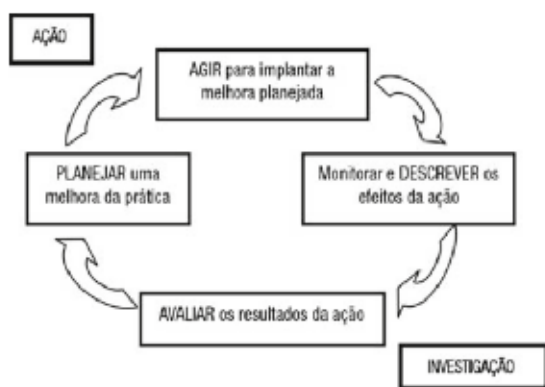 AÇÃO
AGIR para implantar a
melhora planejada
PLANEJAR uma
melhora da prática
Monitorar e DESCREVER os
efeitos da ação
AVALIAR os resultados da ação
INVESTIGAÇÃO